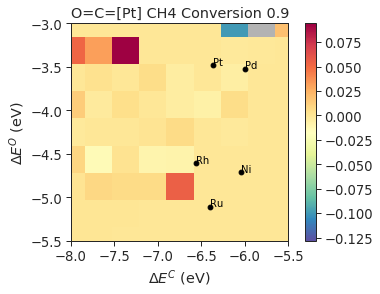 O=C=[Pt] CH4 Conversion 0.9
−3.0
−3.5
−4.0
−4.5
−5.0
−5.5
ΔE^O (eV)
Pt
Pd
Rh
Ni
Ru
−8.0 −7.5 −7.0 −6.5 −6.0 −5.5
ΔE^C (eV)
0.075
0.050
0.025
0.000
−0.025
−0.050
−0.075
−0.100
−0.125